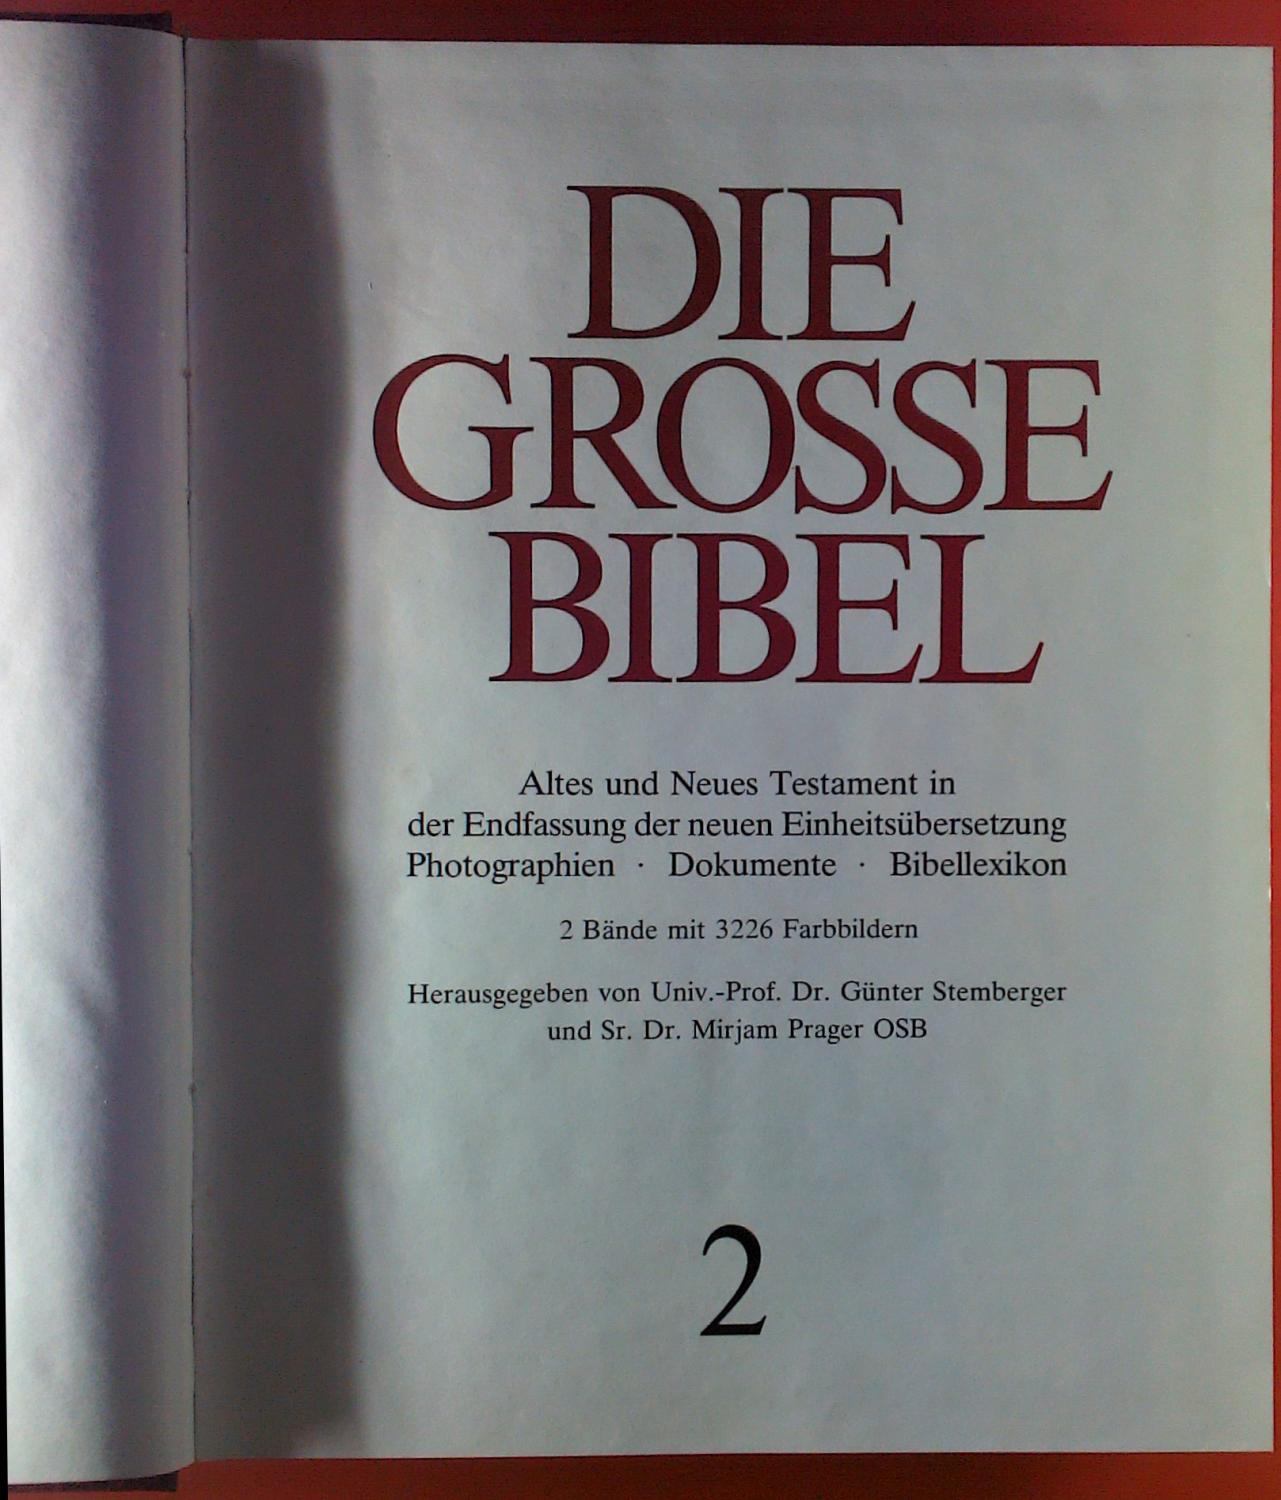 DIE
GROSSE
BIBEL
Altes und Neues Testament in
der Endfassung der neuen Einheitsübersetzung
Photographien · Dokumente · Bibellexikon
2 Bände mit 3226 Farbbildern
Herausgegeben von Univ.-Prof. Dr. Günter Stemberger
und Sr. Dr. Mirjam Prager OSB
2